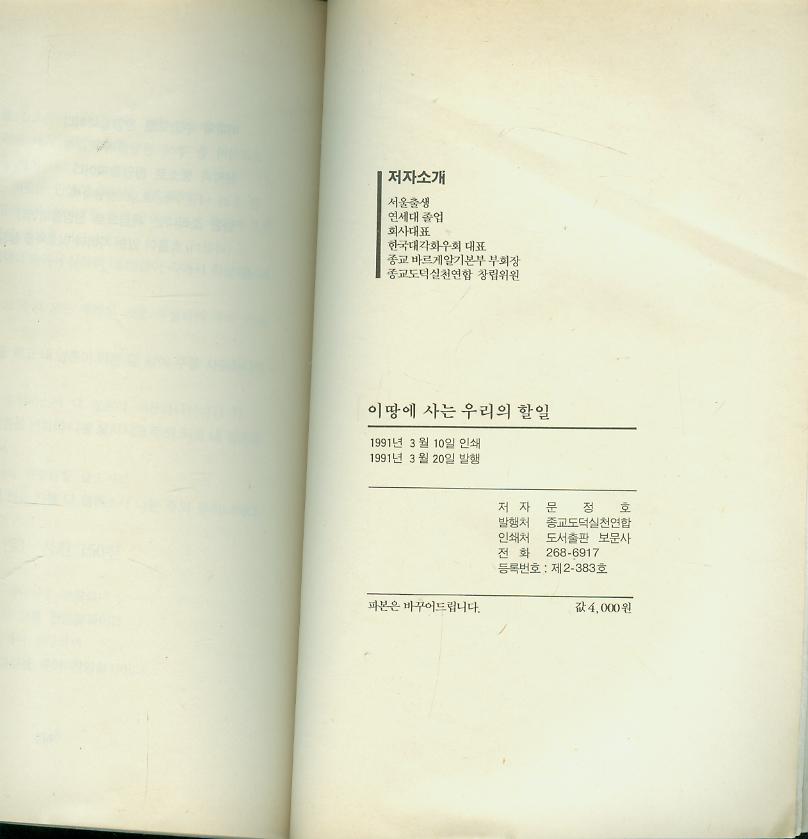 저자소개
서울출생
연세대 졸업
회사대표
한국대각화우회 대표
종교 바르게알기본부 부회장
종교도덕실천연합 창립위원
이땅에 사는 우리의 할일
1991년 3월 10일 인쇄
1991년 3월 20일 발행
저 자 문 정 호
발행처 종교도덕실천연합
인쇄처 도서출판 보문사
전 화 268-6917
등록번호 : 제2-383호
파본은 바꾸어드립니다. 값 4,000원